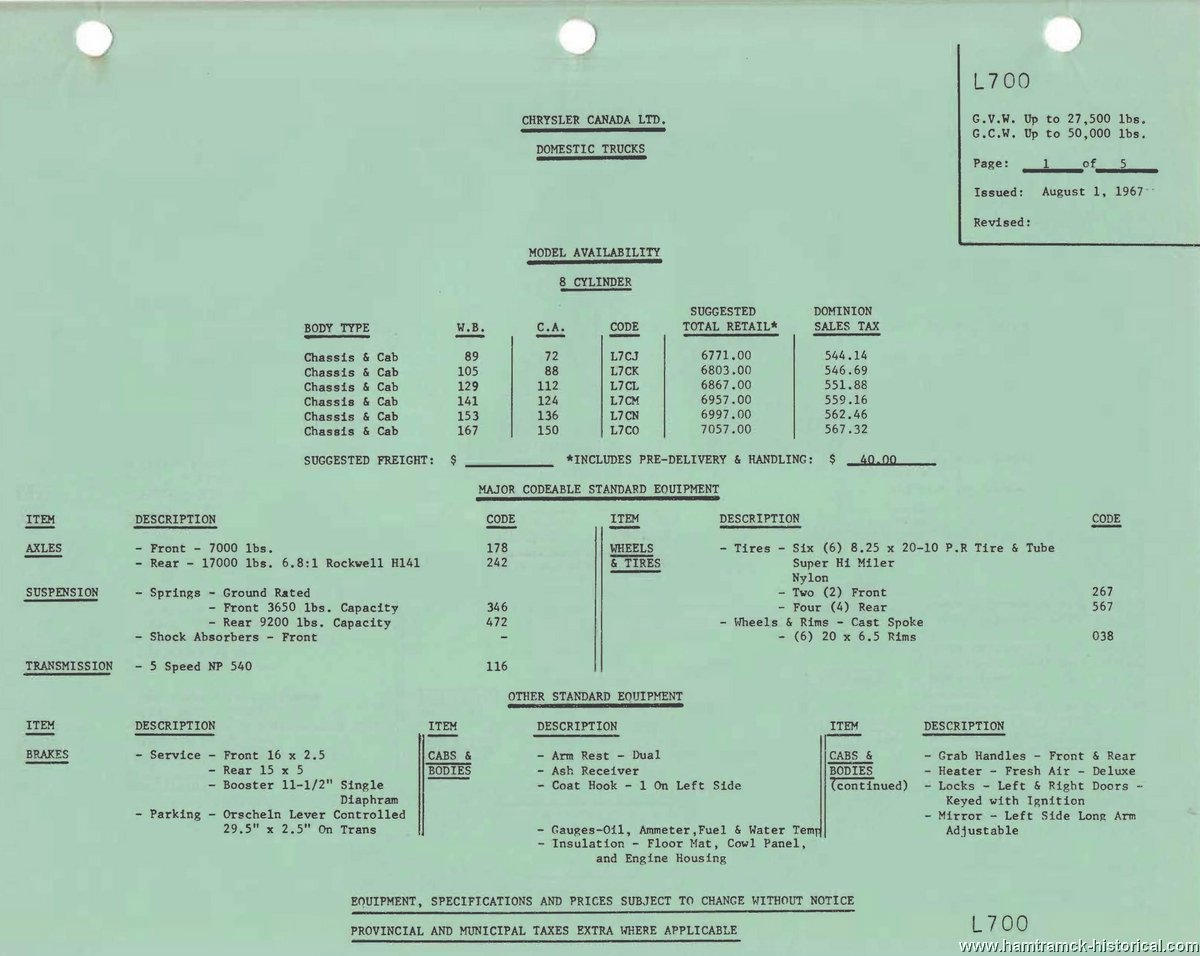 L700
G.V.W. Up to 27,500 lbs.
G.C.W. Up to 50,000 lbs.
Page: 1 of 5
Issued: August 1, 1967
Revised:
CHRYSLER CANADA LTD.
DOMESTIC TRUCKS
MODEL AVAILABILITY
8 CYLINDER
SUGGESTED DOMINION
BODY TYPE W.B. C.A. CODE TOTAL RETAIL* SALES TAX
Chassis & Cab 89 72 L7CJ 6771.00 544.14
Chassis & Cab 105 88 L7CK 6803.00 546.69
Chassis & Cab 129 112 L7CL 6867.00 551.88
Chassis & Cab 141 124 L7CM 6957.00 559.16
Chassis & Cab 153 136 L7CN 6997.00 562.46
Chassis & Cab 167 150 L7CO 7057.00 567.32
SUGGESTED FREIGHT: $ *INCLUDES PRE-DELIVERY & HANDLING: $ 40.00
MAJOR CODEABLE STANDARD EQUIPMENT
ITEM DESCRIPTION CODE
AXLES - Front - 7000 lbs. 178
- Rear - 17000 lbs. 6.8:1 Rockwell H141 242
SUSPENSION - Springs - Ground Rated
- Front 3650 lbs. Capacity 346
- Rear 9200 lbs. Capacity 472
- Shock Absorbers - Front -
TRANSMISSION - 5 Speed NP 540 116
ITEM DESCRIPTION CODE
WHEELS - Tires - Six (6) 8.25 x 20-10 P.R Tire & Tube
& TIRES Super Hi Miler
Nylon
- Two (2) Front 267
- Four (4) Rear 567
- Wheels & Rims - Cast Spoke
- (6) 20 x 6.5 Rims 038
OTHER STANDARD EQUIPMENT
ITEM DESCRIPTION
BRAKES - Service - Front 16 x 2.5
- Rear 15 x 5
- Booster 11-1/2" Single
Diaphram
- Parking - Orscheln Lever Controlled
29.5" x 2.5" On Trans
ITEM DESCRIPTION
CABS & - Arm Rest - Dual
BODIES - Ash Receiver
- Coat Hook - 1 On Left Side
- Gauges-Oil, Ammeter,Fuel & Water Temp
- Insulation - Floor Mat, Cowl Panel,
and Engine Housing
ITEM DESCRIPTION
CABS & - Grab Handles - Front & Rear
BODIES - Heater - Fresh Air - Deluxe
(continued) - Locks - Left & Right Doors -
Keyed with Ignition
- Mirror - Left Side Long Arm
Adjustable
EQUIPMENT, SPECIFICATIONS AND PRICES SUBJECT TO CHANGE WITHOUT NOTICE
PROVINCIAL AND MUNICIPAL TAXES EXTRA WHERE APPLICABLE
L700
www.hamtramck-historical.com